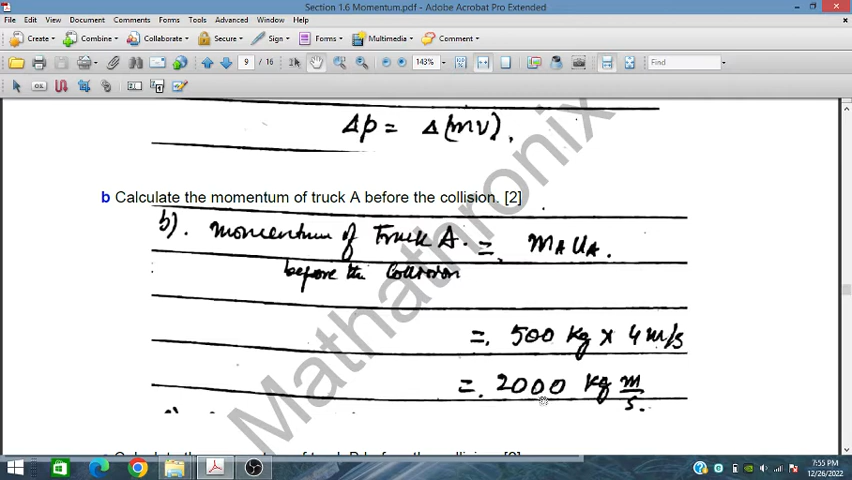 Section 1.6 Momentum.pdf - Adobe Acrobat Pro Extended
File Edit View Document Comments Forms Tools Advanced Window Help
Create Combine Collaborate Secure Sign Forms Multimedia Comment
9 / 16 143% Find
Δp = Δ(mv).
b Calculate the momentum of truck A before the collision. [2]
b). Momentum of Truck A. = mAUA.
before the Collision
=. 500 kg x 4 m/s
=. 2000 kg m/s.
Mathathronix
7:55 PM
12/26/2022